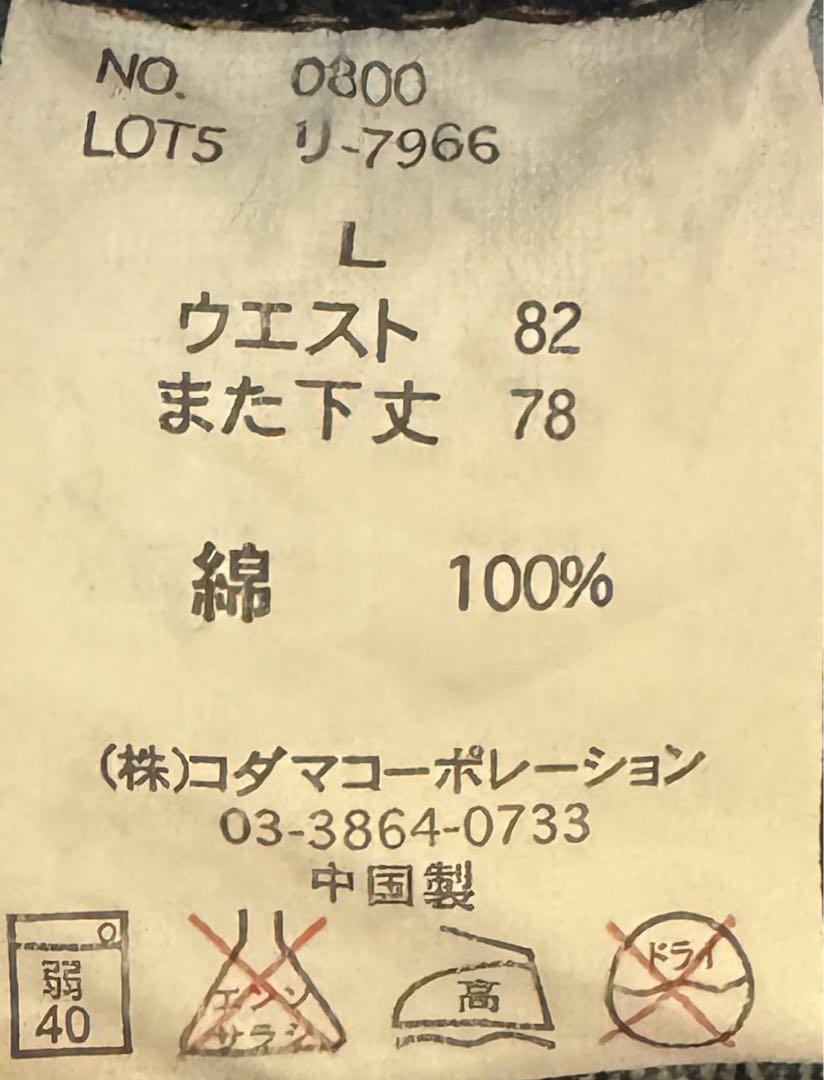 NO. 0800
LOT5 リ-7966
L
ウエスト 82
また下丈 78
綿 100%
(株)コダマコーポレーション
03-3864-0733
中国製
弱
40
エンソ
サラシ
高
ドライ